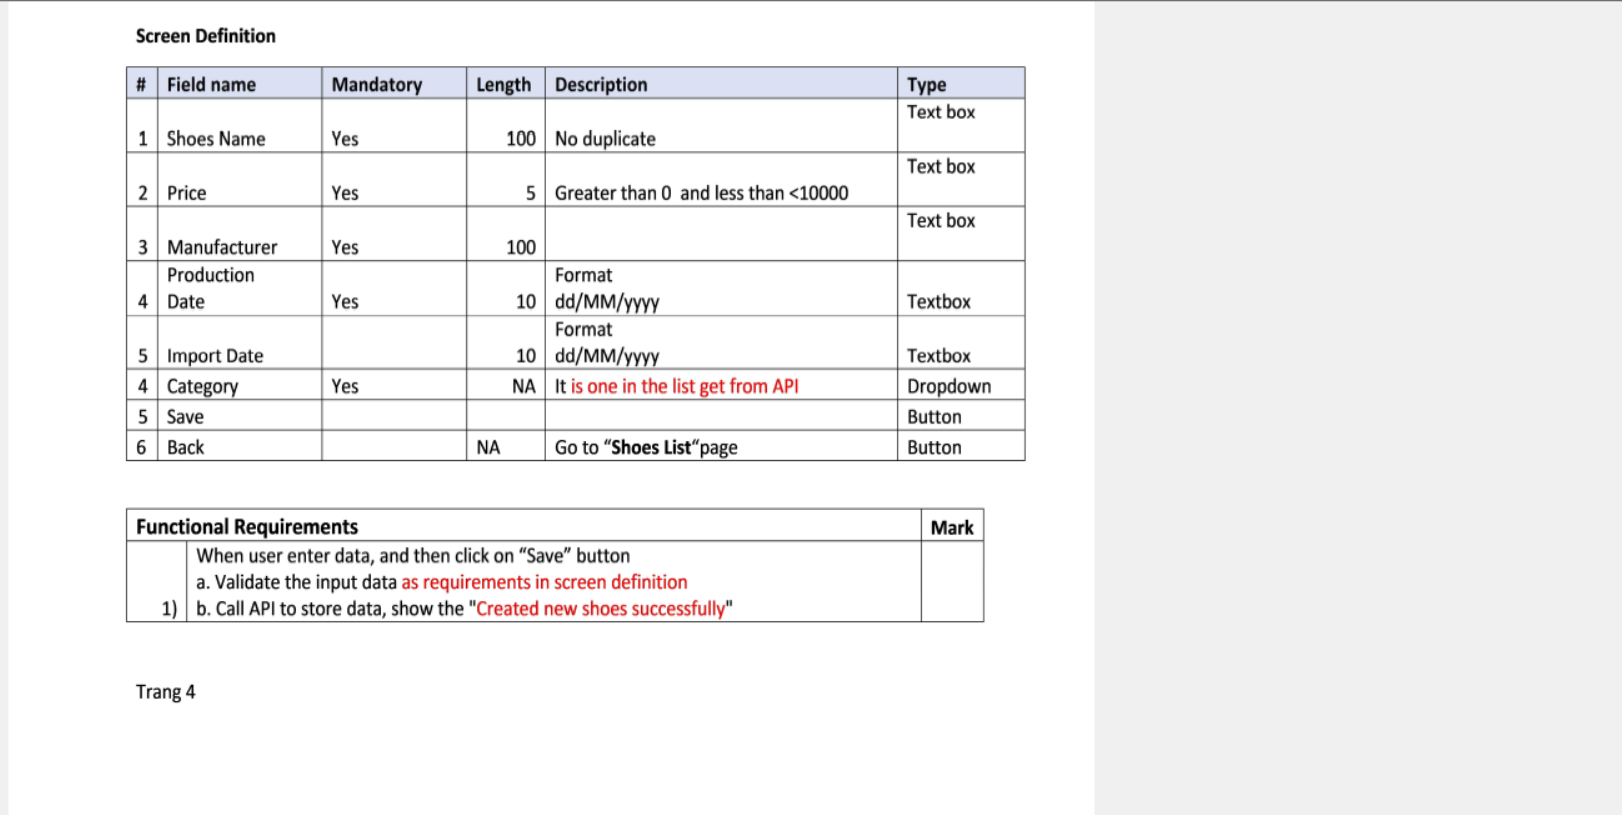 Screen Definition
# Field name Mandatory Length Description Type
1 Shoes Name Yes 100 No duplicate Text box
2 Price Yes 5 Greater than 0 and less than <10000 Text box
3 Manufacturer Yes 100 Text box
Production Format
4 Date Yes 10 dd/MM/yyyy Textbox
Format
5 Import Date 10 dd/MM/yyyy Textbox
4 Category Yes NA It is one in the list get from API Dropdown
5 Save Button
6 Back NA Go to “Shoes List“page Button
Functional Requirements Mark
When user enter data, and then click on “Save” button
a. Validate the input data as requirements in screen definition
1) b. Call API to store data, show the "Created new shoes successfully"
Trang 4